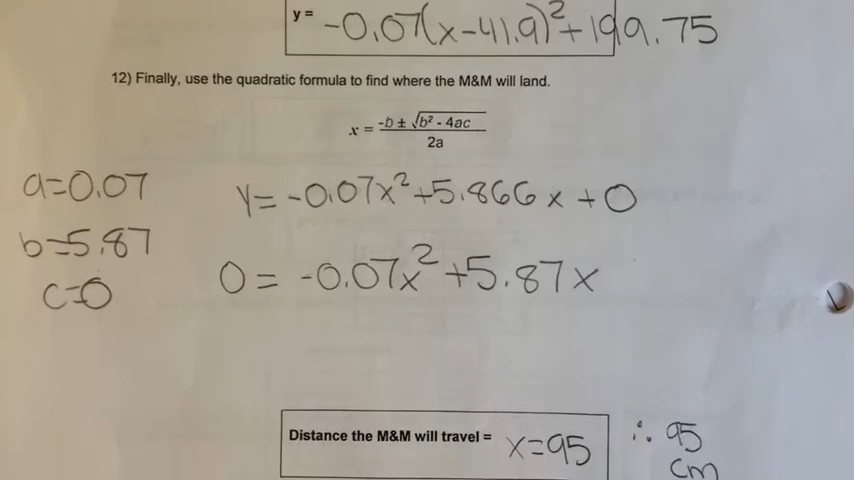 y = -0.07(x-41.9)²+199.75
12) Finally, use the quadratic formula to find where the M&M will land.
x = -b ± √b² - 4ac / 2a
a=0.07
y=-0.07x²+5.866x+0
b=5.87
0 = -0.07x²+5.87x
c=0
Distance the M&M will travel = x=95 ∴ 95
cm